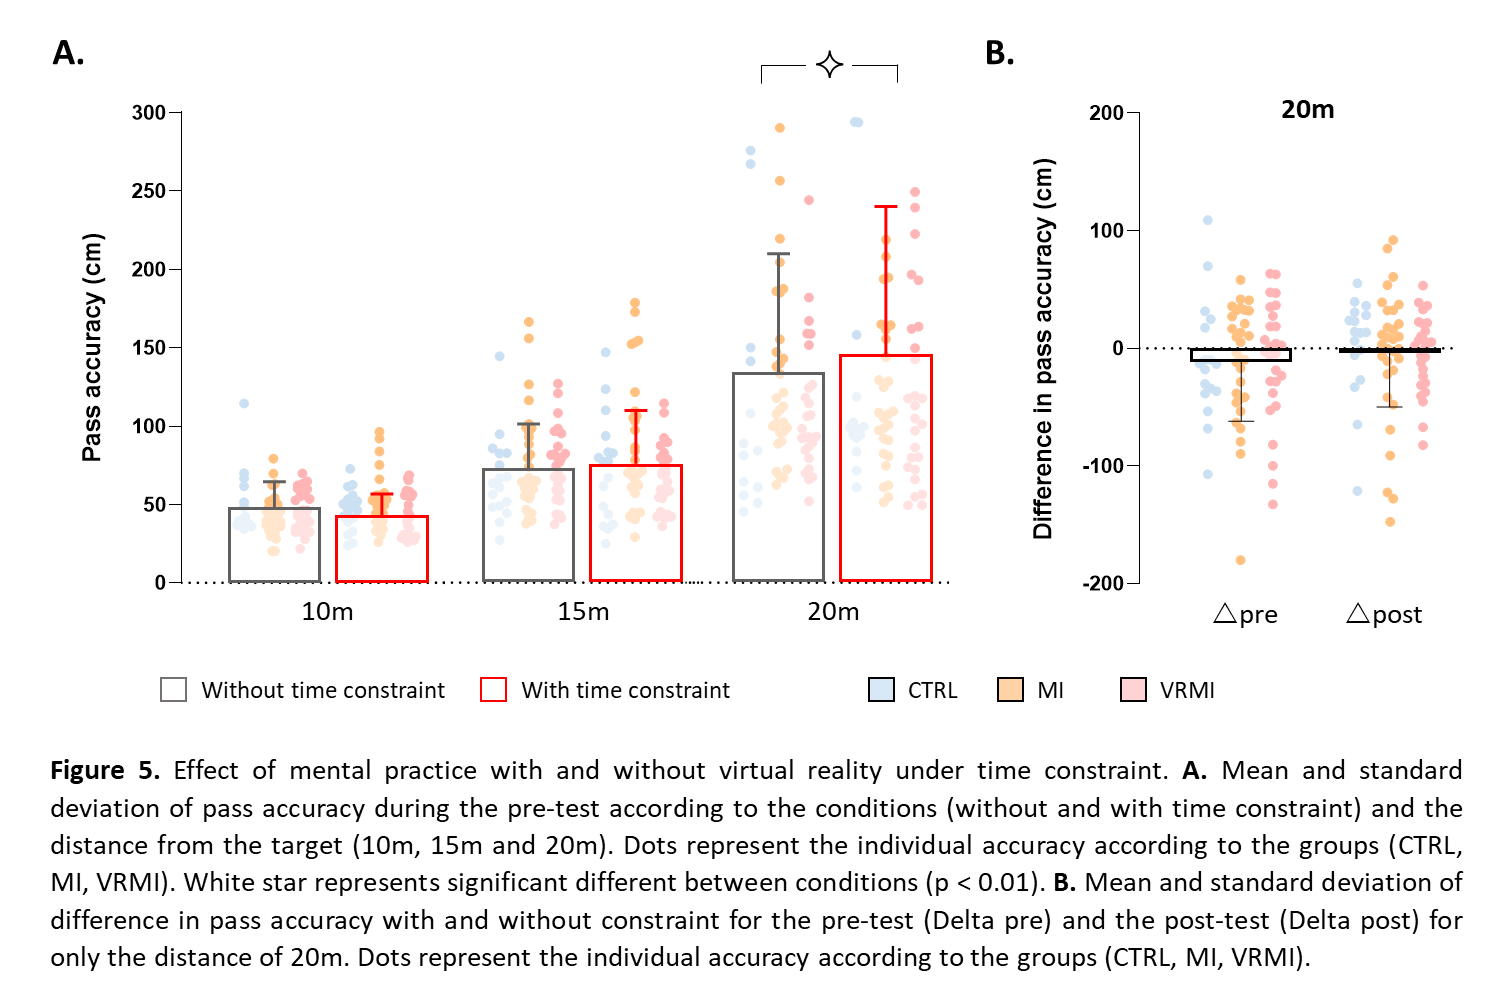 A.
B.
300
250
200
150
100
50
0
Pass accuracy (cm)
10m
15m
20m
20m
200
100
0
-100
-200
Difference in pass accuracy (cm)
△pre
△post
Without time constraint
With time constraint
CTRL
MI
VRMI
Figure 5. Effect of mental practice with and without virtual reality under time constraint. A. Mean and standard
deviation of pass accuracy during the pre-test according to the conditions (without and with time constraint) and the
distance from the target (10m, 15m and 20m). Dots represent the individual accuracy according to the groups (CTRL,
MI, VRMI). White star represents significant different between conditions (p < 0.01). B. Mean and standard deviation of
difference in pass accuracy with and without constraint for the pre-test (Delta pre) and the post-test (Delta post) for
only the distance of 20m. Dots represent the individual accuracy according to the groups (CTRL, MI, VRMI).